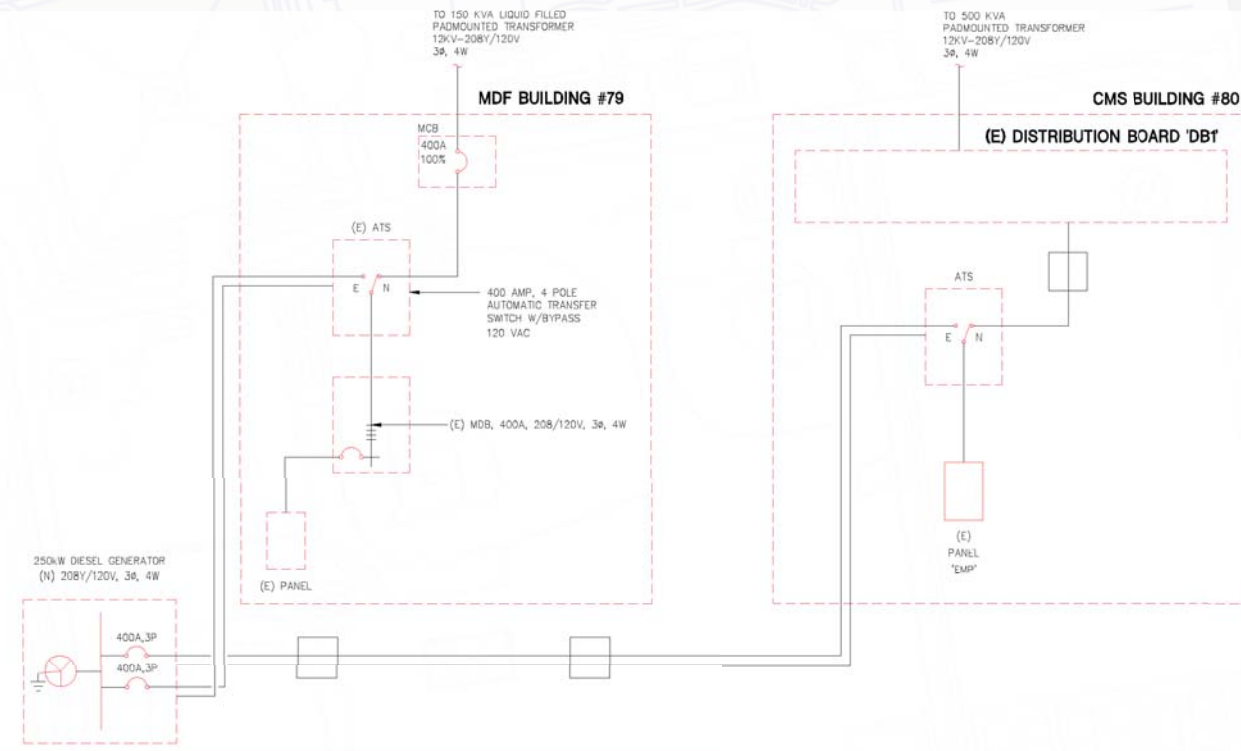 TO 150 KVA LIQUID FILLED
PADMOUNTED TRANSFORMER
12KV-208Y/120V
3ø, 4W
TO 500 KVA
PADMOUNTED TRANSFORMER
12KV-208Y/120V
3ø, 4W
MDF BUILDING #79
CMS BUILDING #80
MCB
400A
100%
(E) DISTRIBUTION BOARD 'DB1'
(E) ATS
E N
400 AMP, 4 POLE
AUTOMATIC TRANSFER
SWITCH W/BYPASS
120 VAC
ATS
E N
(E) MDB, 400A, 208/120V, 3ø, 4W
(E)
PANEL
'EMP'
(E) PANEL
250kW DIESEL GENERATOR
(N) 208Y/120V, 3ø, 4W
400A,3P
400A,3P